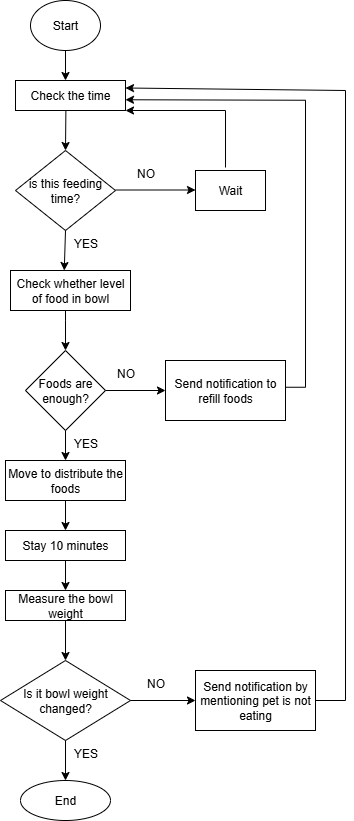 Start
Check the time
is this feeding
time?
NO
Wait
YES
Check whether level
of food in bowl
Foods are
enough?
NO
Send notification to
refill foods
YES
Move to distribute the
foods
Stay 10 minutes
Measure the bowl
weight
Is it bowl weight
changed?
NO
Send notification by
mentioning pet is not
eating
YES
End